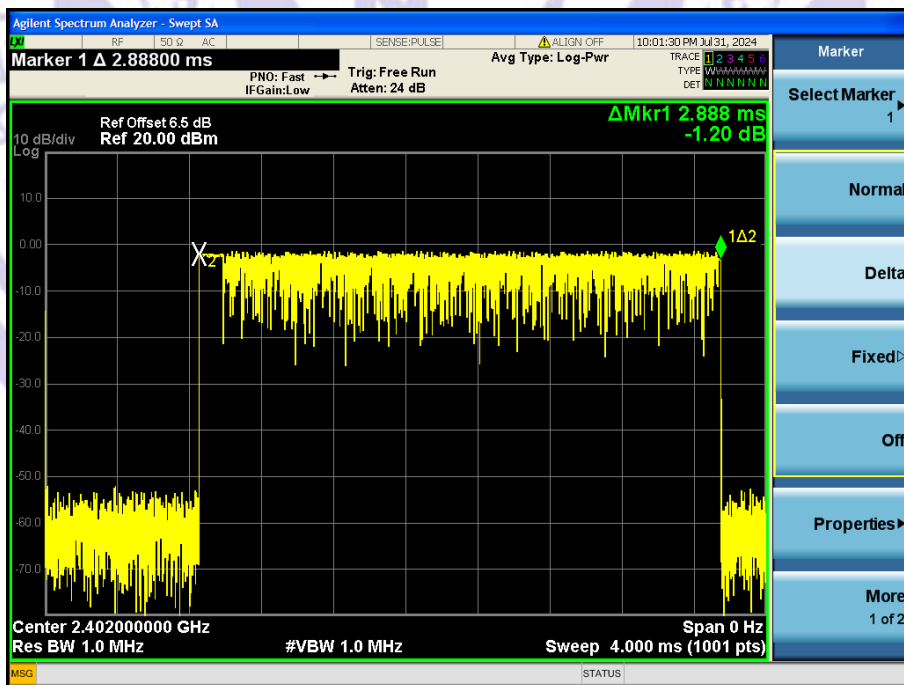 Agilent Spectrum Analyzer - Swept SA
LXI RF 50 Ω AC SENSE:PULSE ALIGN OFF 10:01:30 PM Jul 31, 2024
Marker 1 Δ 2.88800 ms
PNO: Fast
IFGain:Low
Trig: Free Run
Atten: 24 dB
Avg Type: Log-Pwr
TRACE 1 2 3 4 5 6
TYPE WWWWWW
DET N N N N N N
Ref Offset 6.5 dB
10 dB/div Ref 20.00 dBm
Log
ΔMkr1 2.888 ms
-1.20 dB
10.0
0.00
-10.0
-20.0
-30.0
-40.0
-50.0
-60.0
-70.0
X2
1Δ2
Center 2.402000000 GHz Span 0 Hz
Res BW 1.0 MHz #VBW 1.0 MHz Sweep 4.000 ms (1001 pts)
MSG STATUS
Marker
Select Marker
1
Normal
Delta
Fixed
Off
Properties
More
1 of 2